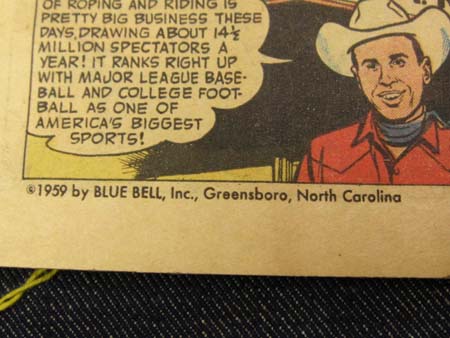 OF ROPING AND RIDING IS
PRETTY BIG BUSINESS THESE
DAYS, DRAWING ABOUT 14½
MILLION SPECTATORS A
YEAR! IT RANKS RIGHT UP
WITH MAJOR LEAGUE BASE-
BALL AND COLLEGE FOOT-
BALL AS ONE OF
AMERICA'S BIGGEST
SPORTS!
©1959 by BLUE BELL, Inc., Greensboro, North Carolina